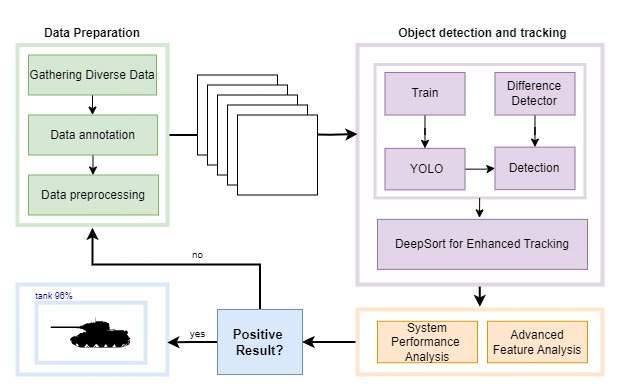 Data Preparation
Gathering Diverse Data
Data annotation
Data preprocessing
Object detection and tracking
Train
Difference
Detector
YOLO
Detection
DeepSort for Enhanced Tracking
System
Performance
Analysis
Advanced
Feature Analysis
Positive
Result?
no
yes
tank 96%